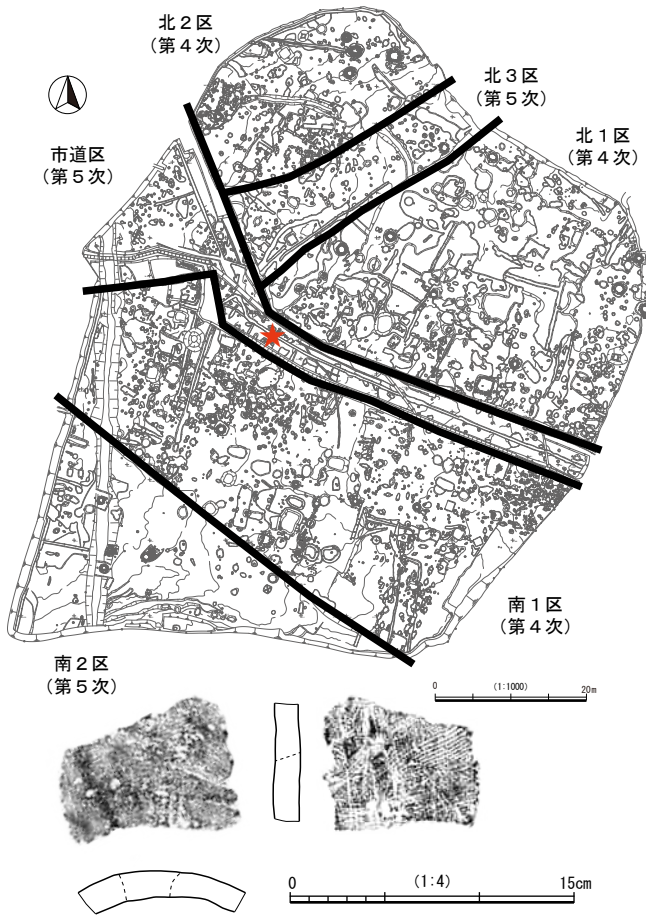 北２区
（第４次）
北３区
（第５次）
北１区
（第４次）
市道区
（第５次）
南１区
（第４次）
南２区
（第５次）
0 (1:1000) 20m
0 (1:4) 15cm